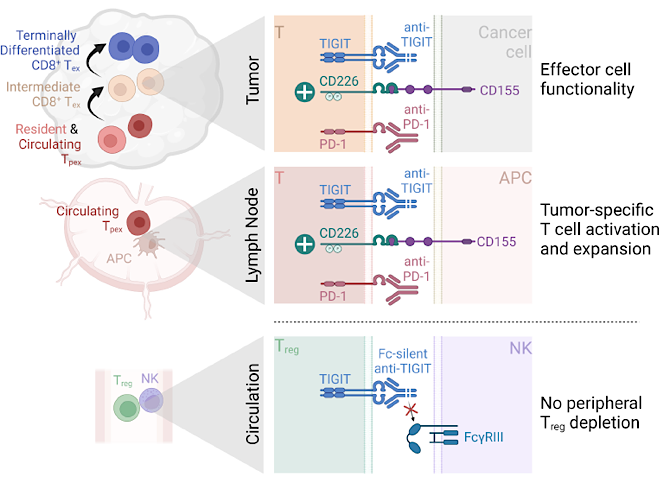 Terminally
Differentiated
CD8⁺ Tex
Intermediate
CD8⁺ Tex
Resident &
Circulating
Tpex
Tumor
T
Cancer
cell
TIGIT
anti-
TIGIT
CD226
CD155
anti-
PD-1
PD-1
Effector cell
functionality
Circulating
Tpex
APC
Lymph Node
T
APC
TIGIT
anti-
TIGIT
CD226
CD155
anti-
PD-1
PD-1
Tumor-specific
T cell activation
and expansion
Treg
NK
Circulation
Treg
NK
TIGIT
Fc-silent
anti-TIGIT
FcγRIII
No peripheral
Treg depletion